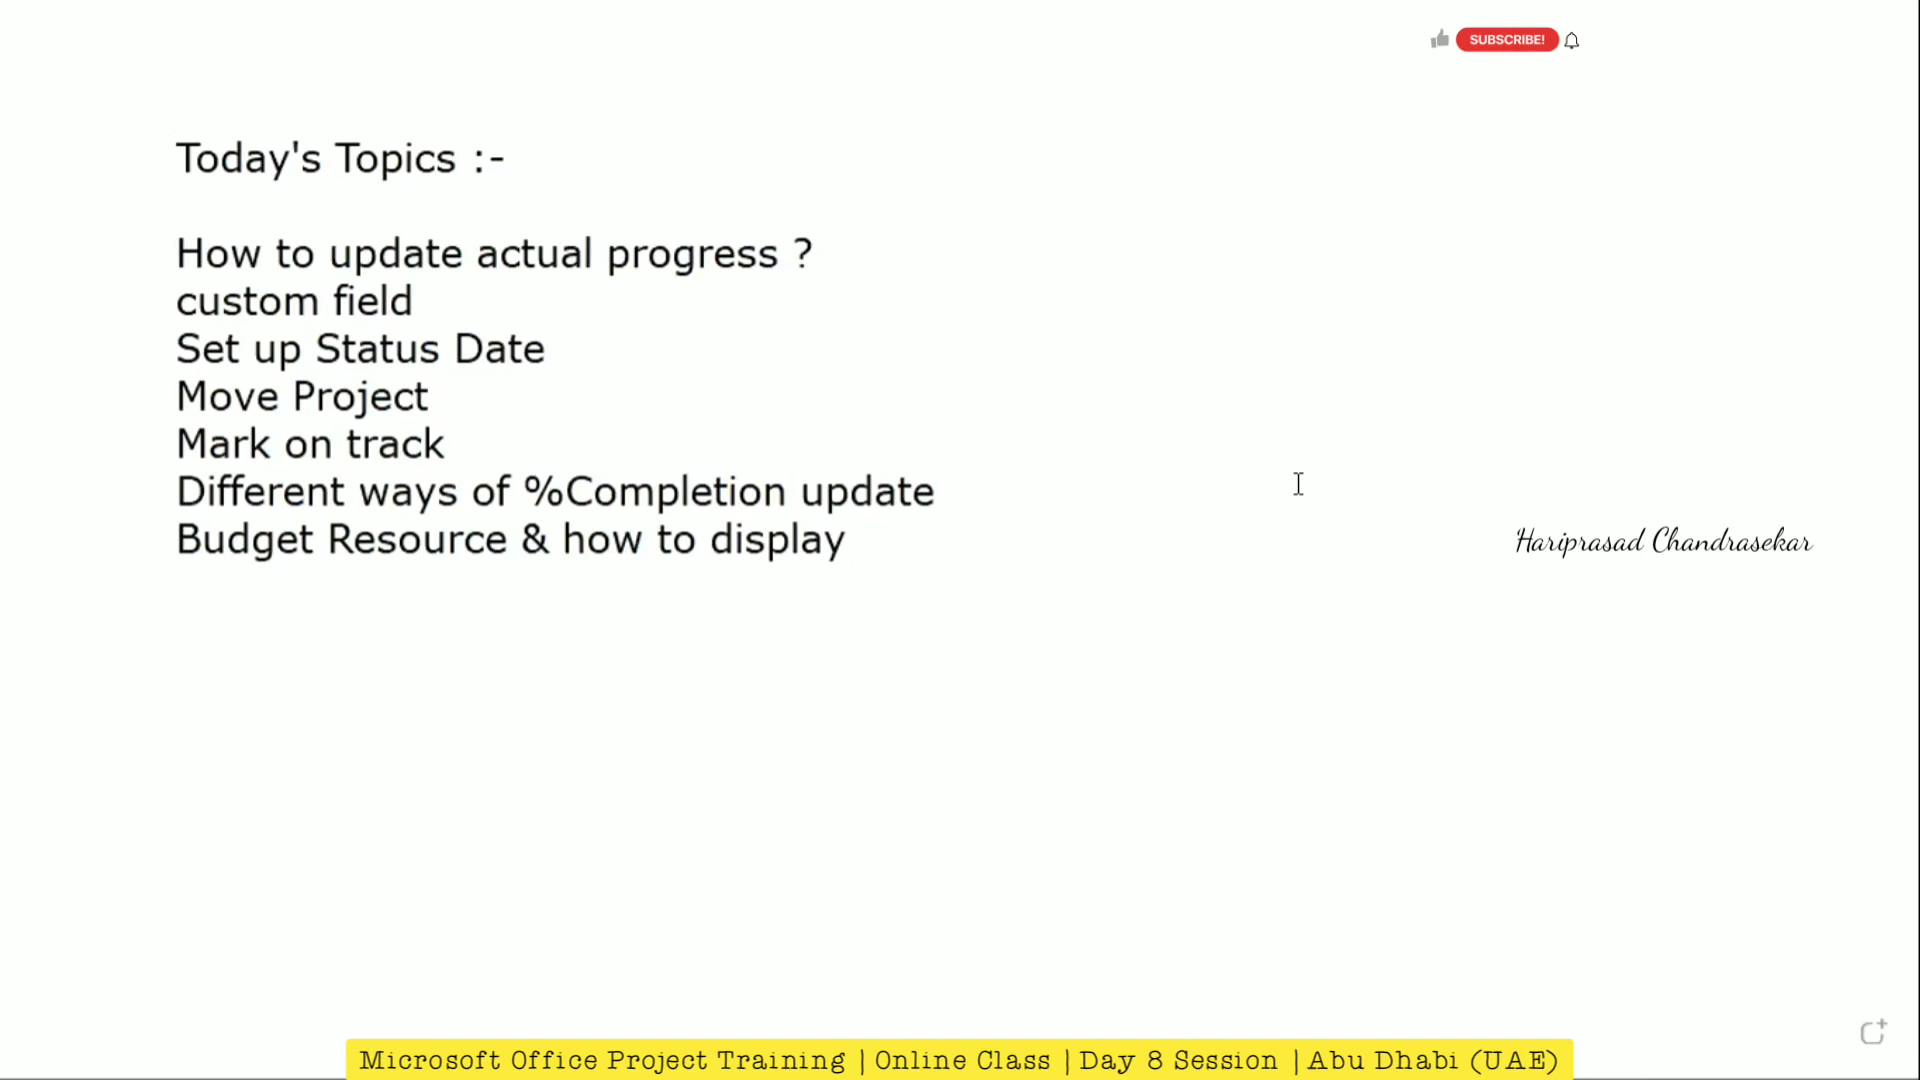 SUBSCRIBE!
Today's Topics :-
How to update actual progress ?
custom field
Set up Status Date
Move Project
Mark on track
Different ways of %Completion update
Budget Resource & how to display
Hariprasad Chandrasekar
Microsoft Office Project Training | Online Class | Day 8 Session | Abu Dhabi (UAE)